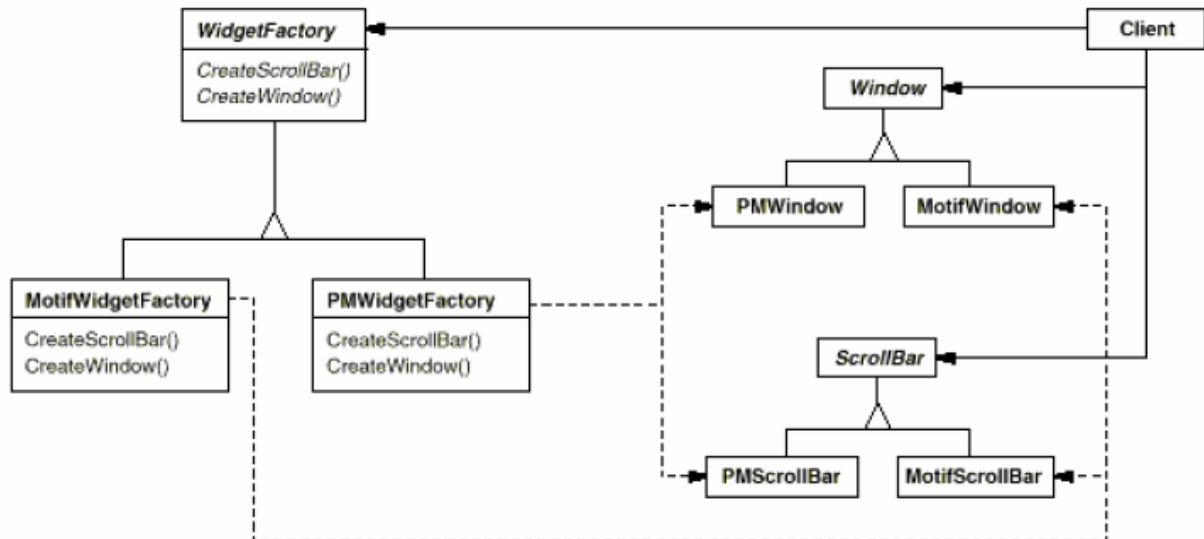 WidgetFactory
CreateScrollBar()
CreateWindow()
Client
Window
PMWindow
MotifWindow
MotifWidgetFactory
CreateScrollBar()
CreateWindow()
PMWidgetFactory
CreateScrollBar()
CreateWindow()
ScrollBar
PMScrollBar
MotifScrollBar